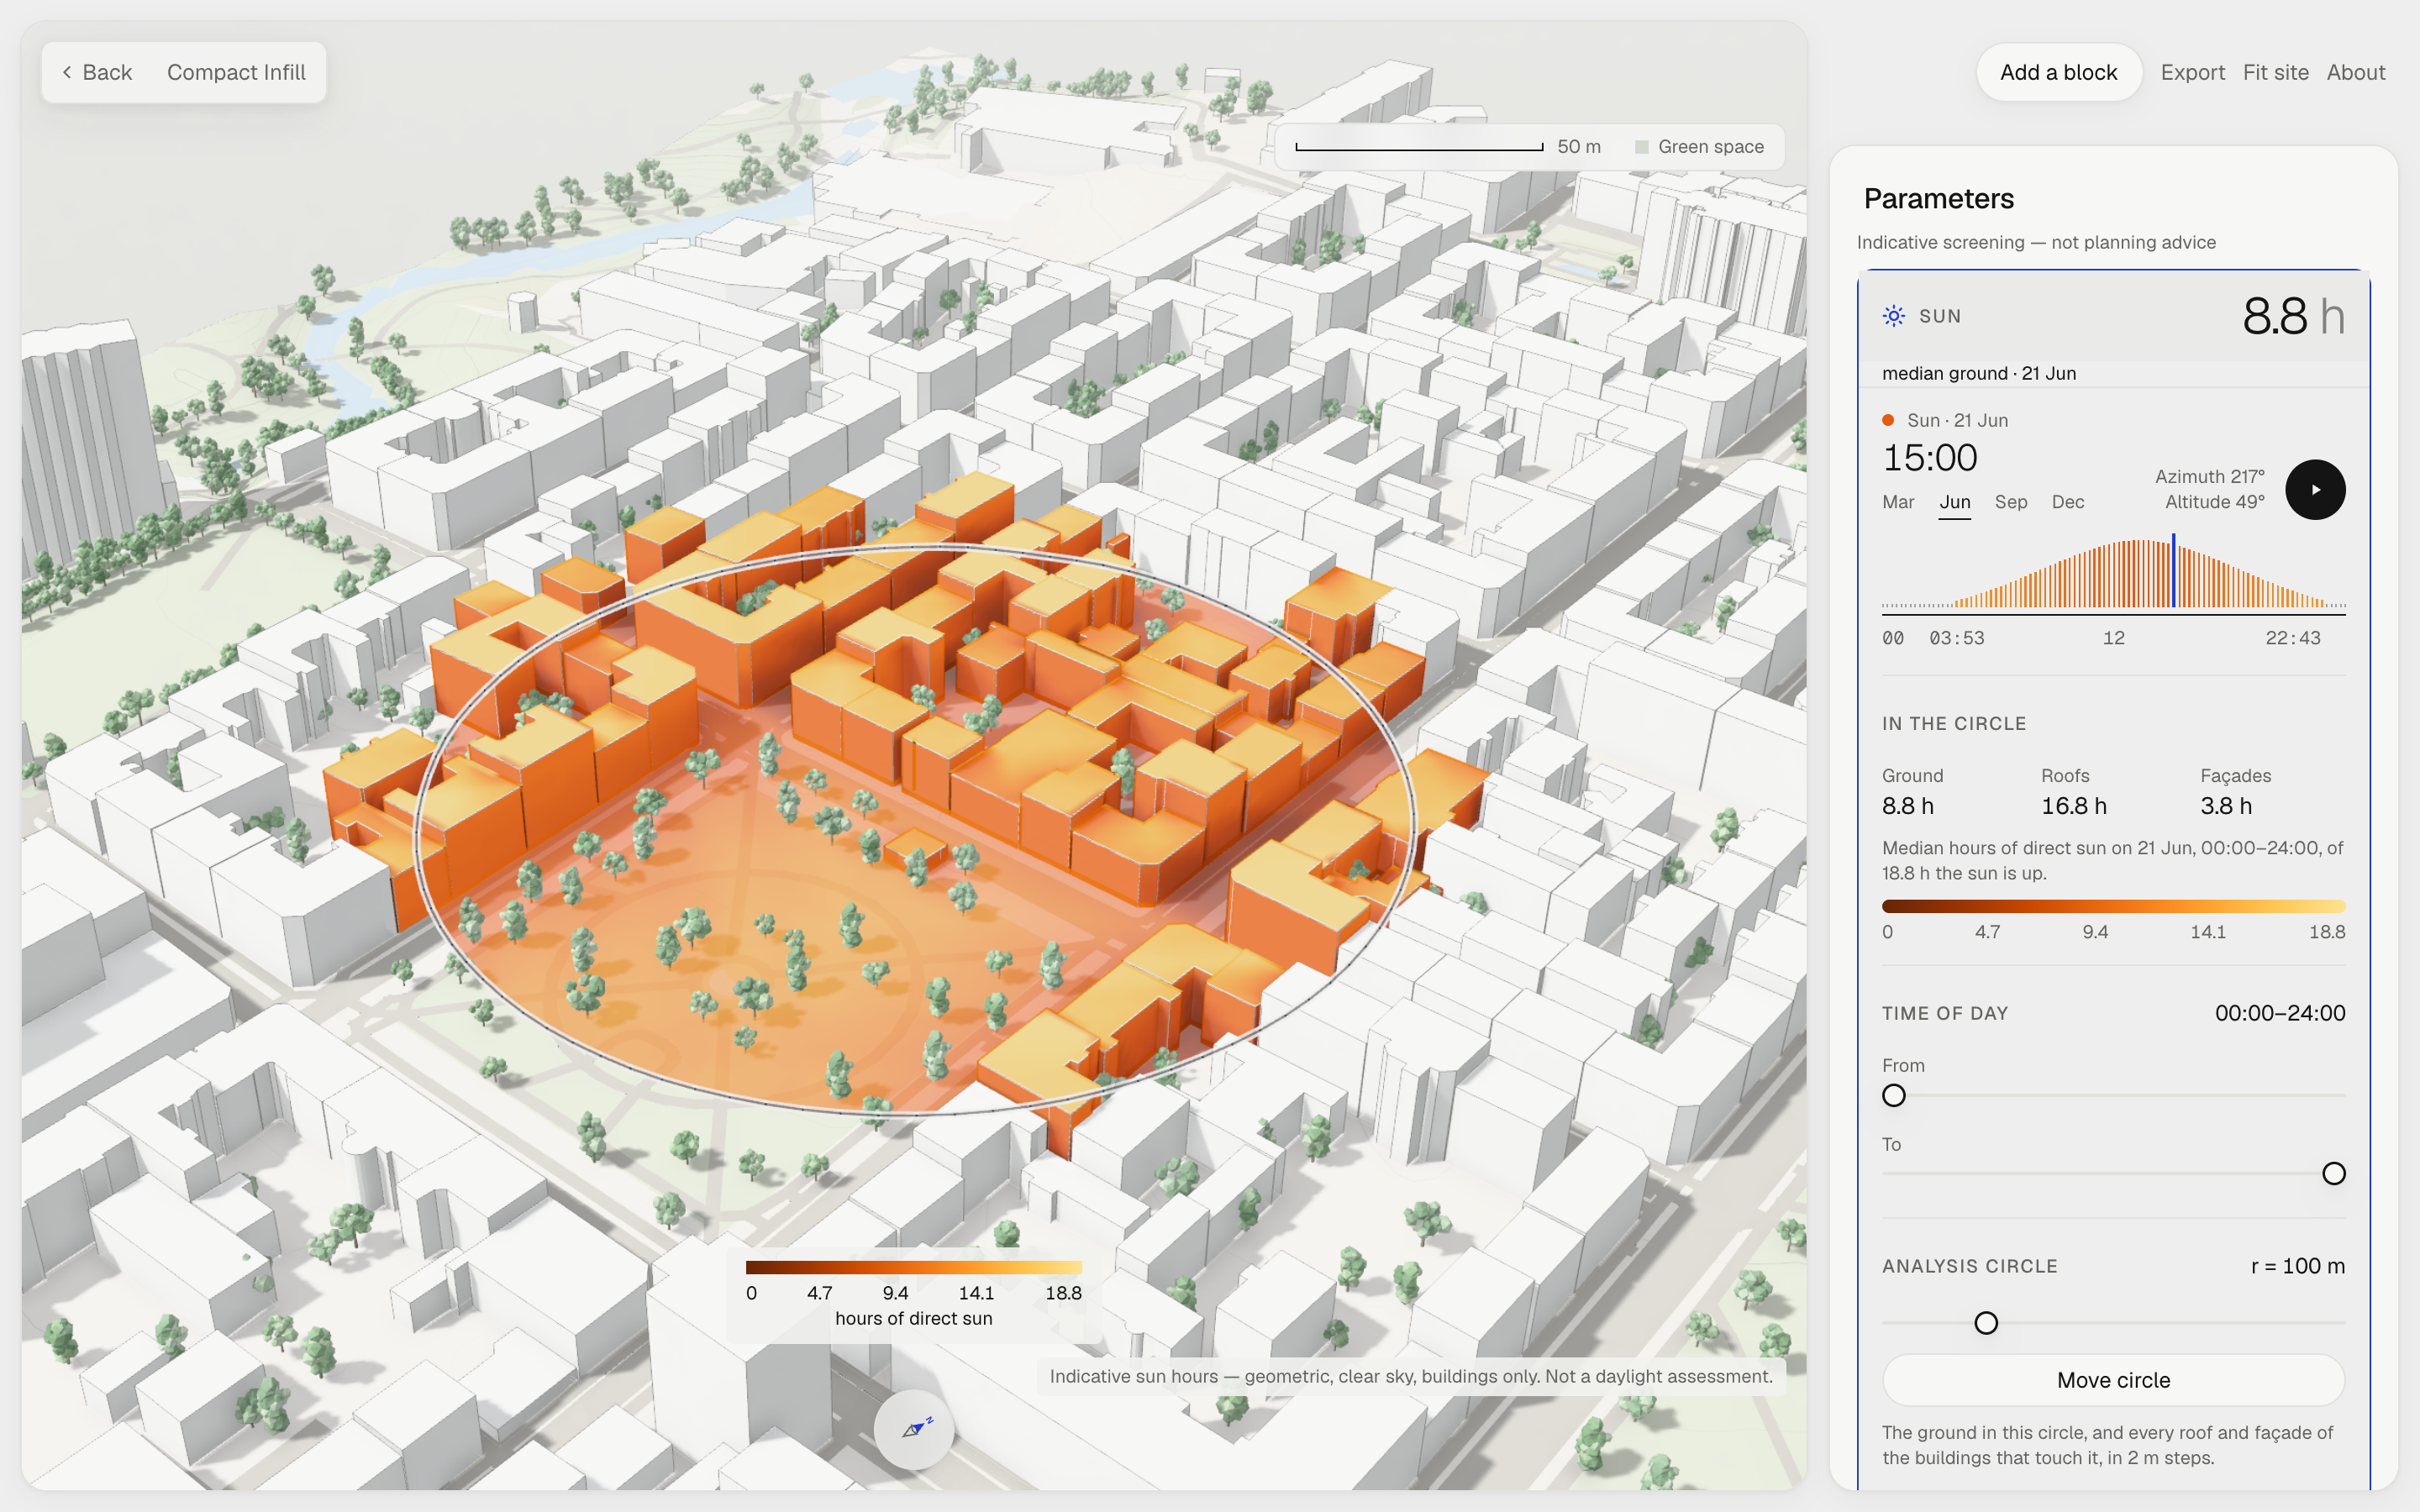 Back
Compact Infill
Add a block
Export
Fit site
About
50 m
Green space
Parameters
Indicative screening — not planning advice
SUN
8.8 h
median ground · 21 Jun
Sun · 21 Jun
15:00
Azimuth 217°
Altitude 49°
Mar
Jun
Sep
Dec
00
03:53
12
22:43
IN THE CIRCLE
Ground
Roofs
Façades
8.8 h
16.8 h
3.8 h
Median hours of direct sun on 21 Jun, 00:00–24:00, of
18.8 h the sun is up.
0
4.7
9.4
14.1
18.8
TIME OF DAY
00:00–24:00
From
To
ANALYSIS CIRCLE
r = 100 m
Move circle
The ground in this circle, and every roof and façade of
the buildings that touch it, in 2 m steps.
0
4.7
9.4
14.1
18.8
hours of direct sun
Indicative sun hours — geometric, clear sky, buildings only. Not a daylight assessment.
N